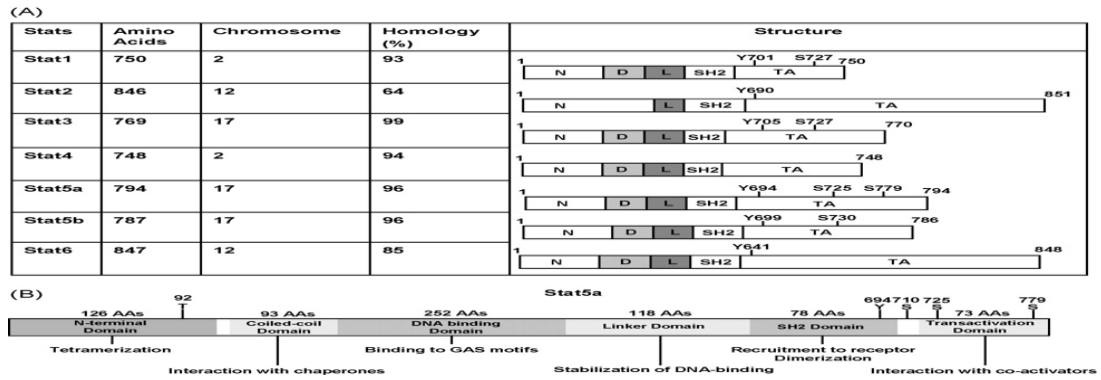 (A)
Stats Amino Acids Chromosome Homology (%) Structure
Stat1 750 2 93
1 Y701 S727 750
N D L SH2 TA
Stat2 846 12 64
1 Y690 851
N L SH2 TA
Stat3 769 17 99
1 Y705 S727 770
N D L SH2 TA
Stat4 748 2 94
1 748
N D L SH2 TA
Stat5a 794 17 96
1 Y694 S725 S779 794
N D L SH2 TA
Stat5b 787 17 96
1 Y699 S730 786
N D L SH2 TA
Stat6 847 12 85
1 Y641 848
N D L SH2 TA
(B) Stat5a
92 694 710 725 779
126 AAs T 93 AAs 252 AAs 118 AAs 78 AAs Y S S 73 AAs S
N-terminal Domain Coiled-coil Domain DNA binding Domain Linker Domain SH2 Domain Transactivation Domain
Tetramerization Binding to GAS motifs Recruitment to receptor Dimerization
Interaction with chaperones Stabilization of DNA-binding Interaction with co-activators